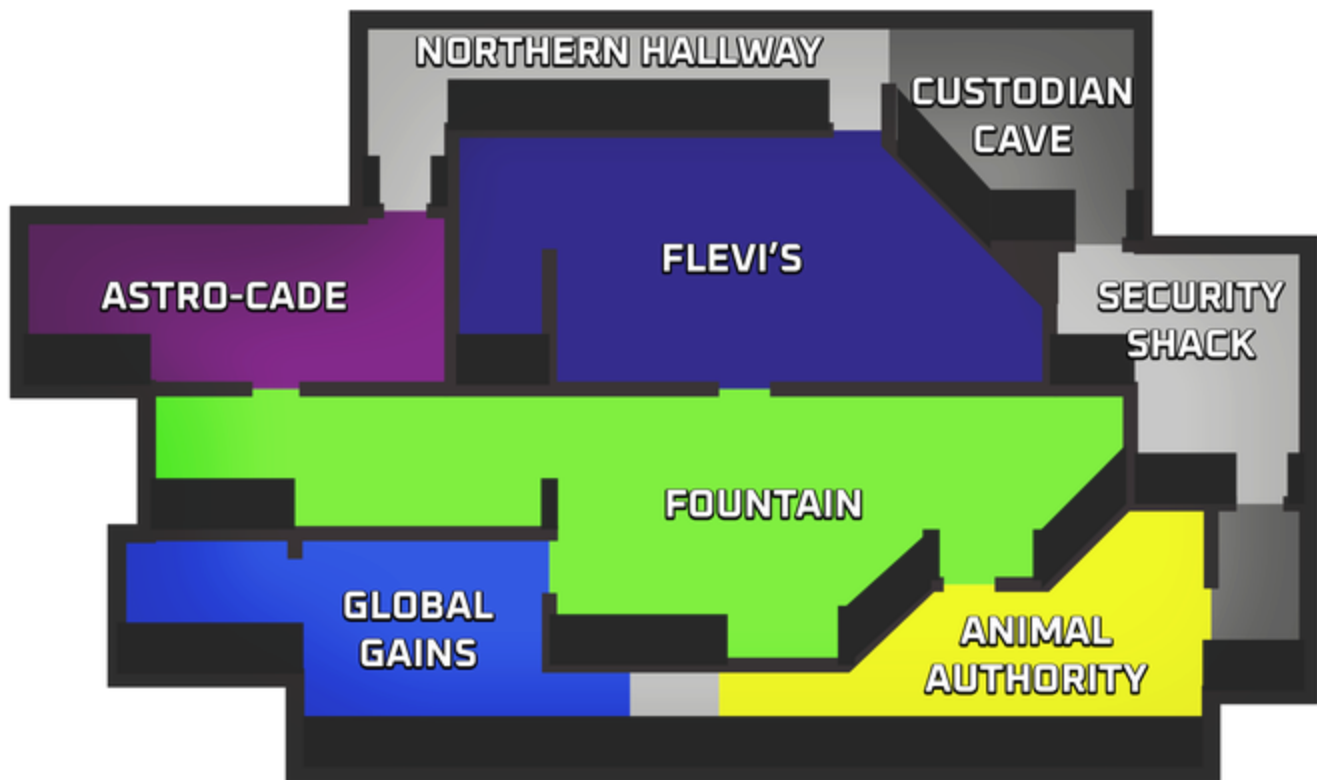 NORTHERN HALLWAY
CUSTODIAN
CAVE
ASTRO-CADE
FLEVI'S
SECURITY
SHACK
FOUNTAIN
GLOBAL
GAINS
ANIMAL
AUTHORITY